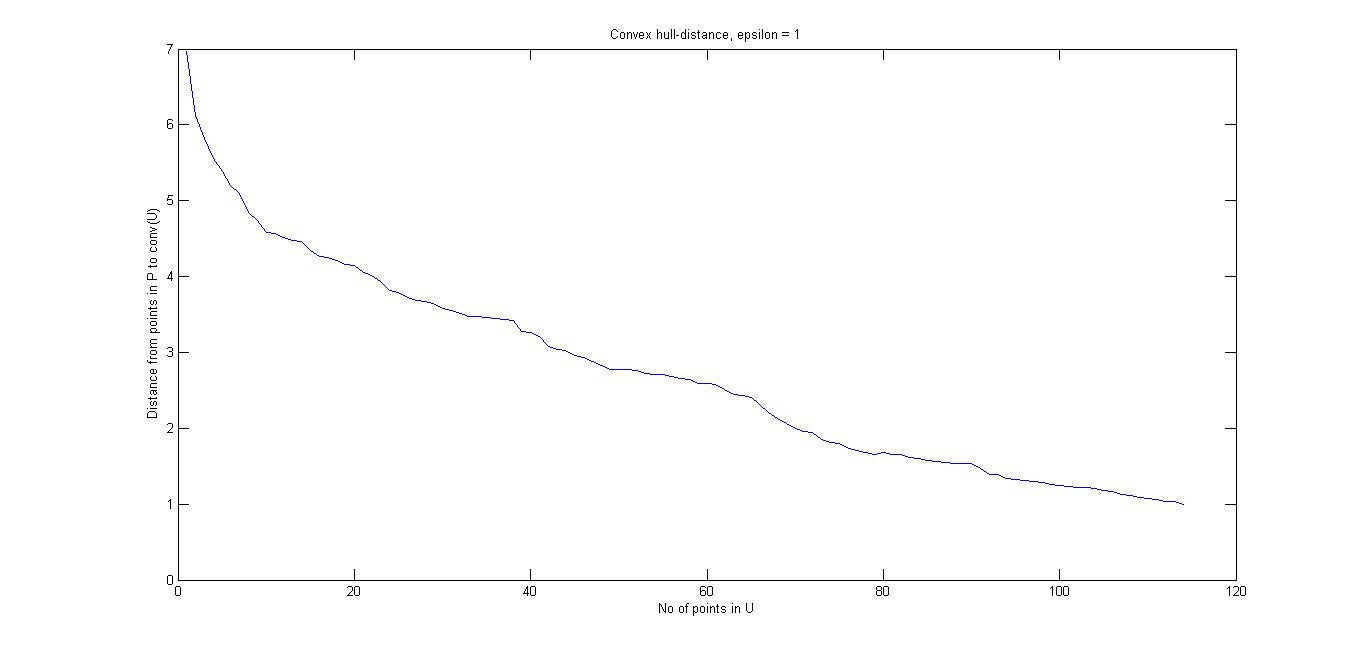 Convex hull-distance, epsilon = 1
7
6
5
4
3
2
1
0
Distance from points in P to conv(U)
0 20 40 60 80 100 120
No of points in U